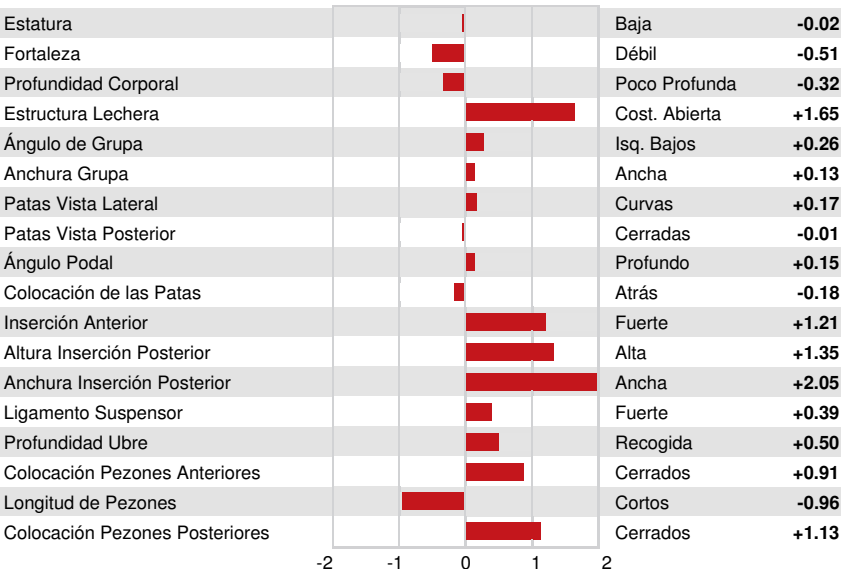 Estatura Baja -0.02
Fortaleza Débil -0.51
Profundidad Corporal Poco Profunda -0.32
Estructura Lechera Cost. Abierta +1.65
Ángulo de Grupa Isq. Bajos +0.26
Anchura Grupa Ancha +0.13
Patas Vista Lateral Curvas +0.17
Patas Vista Posterior Cerradas -0.01
Ángulo Podal Profundo +0.15
Colocación de las Patas Atrás -0.18
Inserción Anterior Fuerte +1.21
Altura Inserción Posterior Alta +1.35
Anchura Inserción Posterior Ancha +2.05
Ligamento Suspensor Fuerte +0.39
Profundidad Ubre Recogida +0.50
Colocación Pezones Anteriores Cerrados +0.91
Longitud de Pezones Cortos -0.96
Colocación Pezones Posteriores Cerrados +1.13
-2 -1 0 1 2